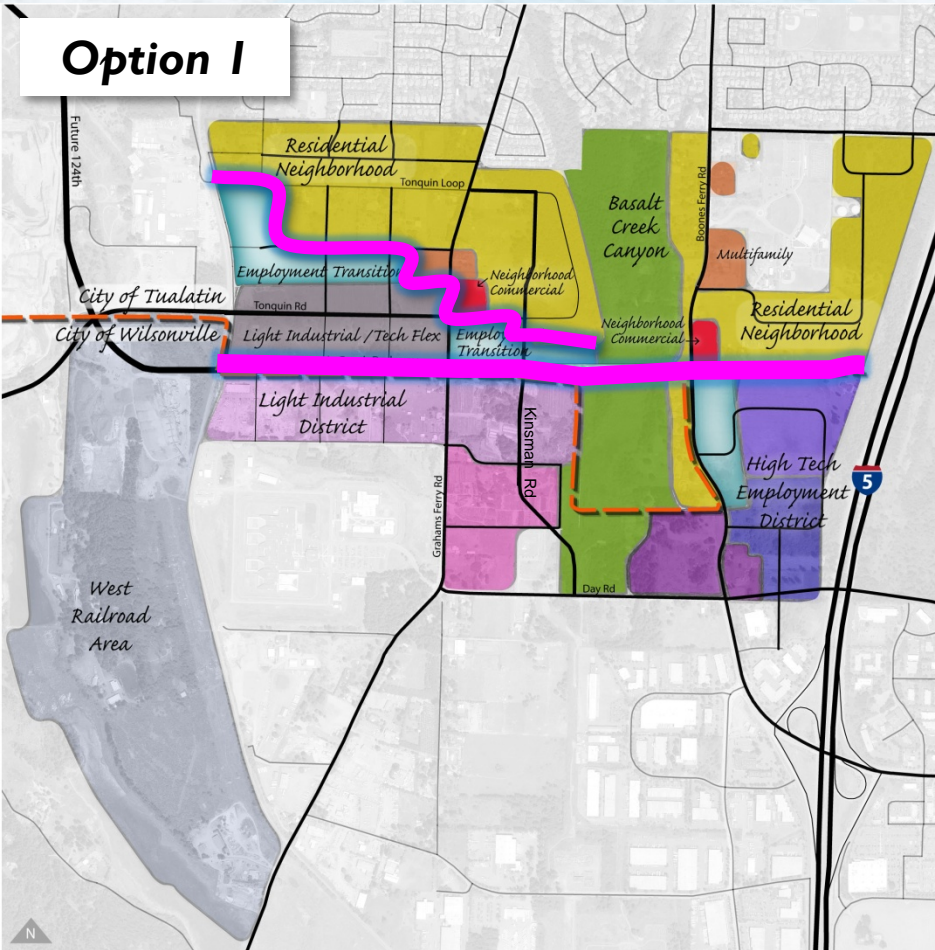 Option 1
Future 124th
Residential
Neighborhood
Tonquin Loop
Basalt
Creek
Canyon
Boones Ferry Rd
Multifamily
Employment Transition
Neighborhood
Commercial
City of Tualatin
Tonquin Rd
City of Wilsonville
Light Industrial /Tech Flex
Employ
Transition
Neighborhood
Commercial
Residential
Neighborhood
Light Industrial
District
Kinsman Rd
Grahams Ferry Rd
High Tech
Employment
District
5
West
Railroad
Area
Day Rd
N